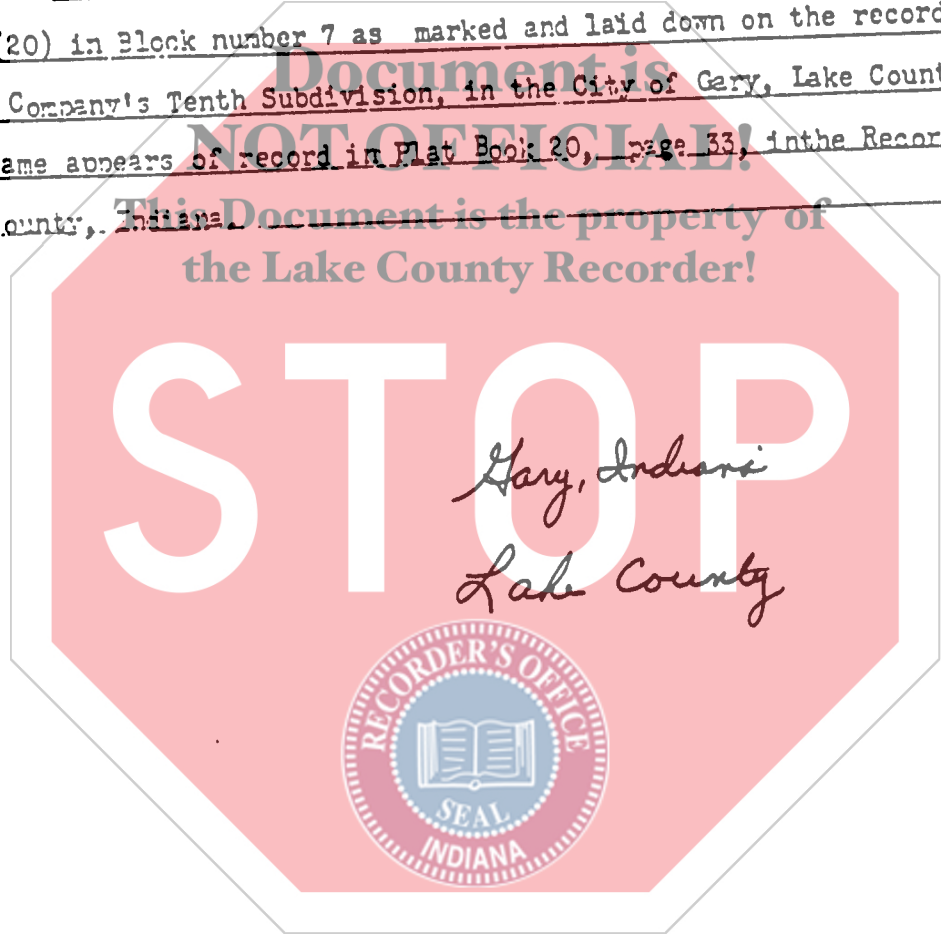 (20) in Block number 7 as marked and laid down on the record
Company's Tenth Subdivision, in the City of Gary, Lake Count
ame appears of record in Plat Book 20, page 33, inthe Recor
ounty, Indiana.
Document is
NOT OFFICIAL!
This Document is the property of
the Lake County Recorder!
STOP
Gary, Indiana
Lake County
RECORDER'S OFFICE
SEAL
INDIANA